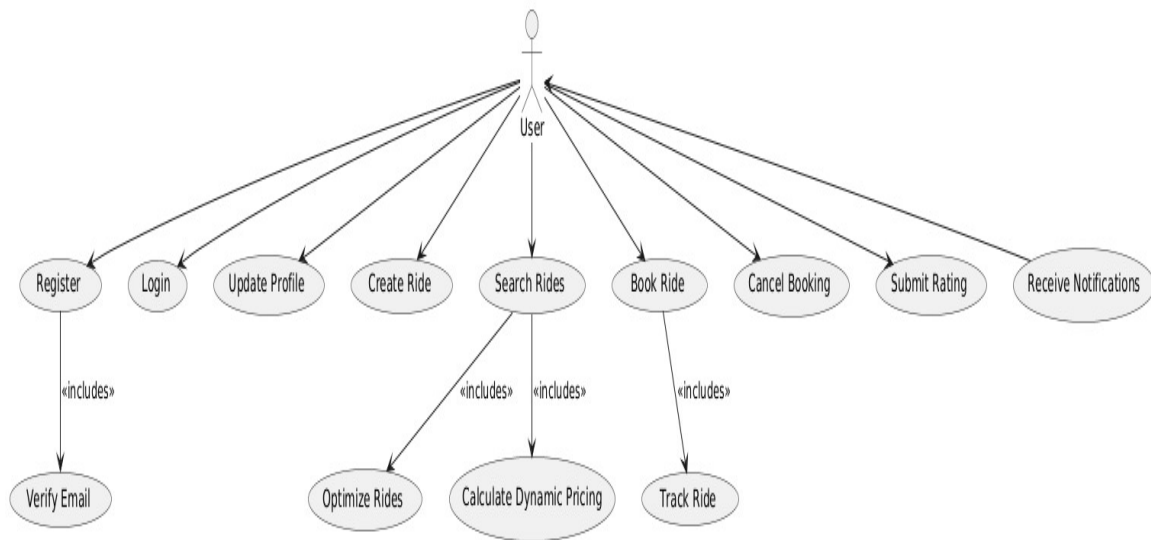 User
Register
Login
Update Profile
Create Ride
Search Rides
Book Ride
Cancel Booking
Submit Rating
Receive Notifications
«includes»
«includes»
«includes»
«includes»
Verify Email
Optimize Rides
Calculate Dynamic Pricing
Track Ride